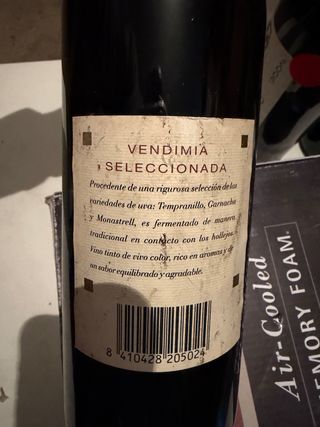 VENDIMIA
SELECCIONADA
Procedente de una rigurosa selección de las
variedades de uva: Tempranillo, Garnacha
y Monastrell, es fermentado de manera
tradicional en contacto con los hollejos.
Vino tinto de vivo color, rico en aromas y de
un sabor equilibrado y agradable.
8 410428 205024
Air-Cooled
MEMORY FOAM